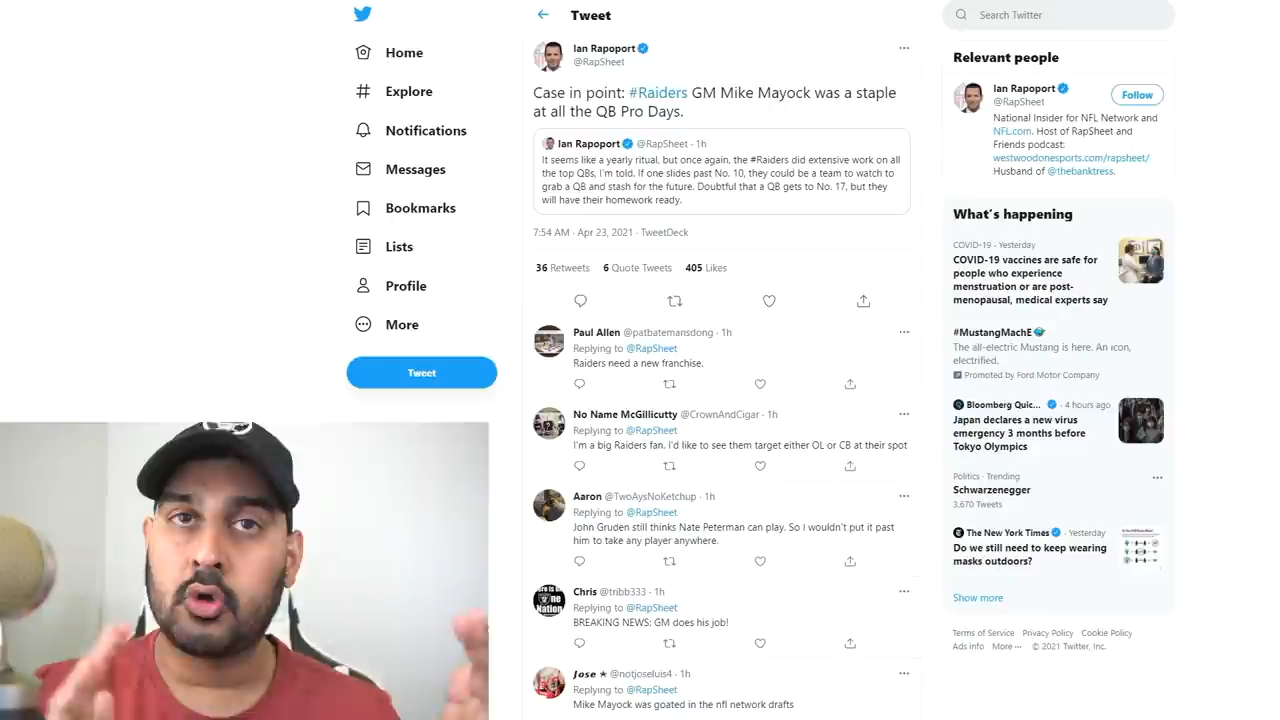 Home
Explore
Notifications
Messages
Bookmarks
Lists
Profile
More
Tweet
Tweet
Ian Rapoport
@RapSheet
Case in point: #Raiders GM Mike Mayock was a staple
at all the QB Pro Days.
Ian Rapoport @RapSheet · 1h
It seems like a yearly ritual, but once again, the #Raiders did extensive work on all
the top QBs, I'm told. If one slides past No. 10, they could be a team to watch to
grab a QB and stash for the future. Doubtful that a QB gets to No. 17, but they
will have their homework ready.
7:54 AM · Apr 23, 2021 · TweetDeck
36 Retweets 6 Quote Tweets 405 Likes
Paul Allen @patbatemansdong · 1h
Replying to @RapSheet
Raiders need a new franchise.
No Name McGillicutty @CrownAndCigar · 1h
Replying to @RapSheet
I'm a big Raiders fan. I'd like to see them target either OL or CB at their spot
Aaron @TwoAysNoKetchup · 1h
Replying to @RapSheet
John Gruden still thinks Nate Peterman can play. So I wouldn't put it past
him to take any player anywhere.
Chris @tribb333 · 1h
Replying to @RapSheet
BREAKING NEWS: GM does his job!
Jose ★ @notjoseluis4 · 1h
Replying to @RapSheet
Mike Mayock was goated in the nfl network drafts
Search Twitter
Relevant people
Ian Rapoport
@RapSheet
Follow
National Insider for NFL Network and
NFL.com. Host of RapSheet and
Friends podcast:
westwoodonesports.com/rapsheet/
Husband of @thebanktress.
What's happening
COVID-19 · Yesterday
COVID-19 vaccines are safe for
people who experience
menstruation or are post-
menopausal, medical experts say
#MustangMachE
The all-electric Mustang is here. An icon,
electrified.
Promoted by Ford Motor Company
Bloomberg Quic... · 4 hours ago
Japan declares a new virus
emergency 3 months before
Tokyo Olympics
Politics · Trending
Schwarzenegger
3,670 Tweets
The New York Times · Yesterday
Do we still need to keep wearing
masks outdoors?
Show more
Terms of Service Privacy Policy Cookie Policy
Ads info More ··· © 2021 Twitter, Inc.